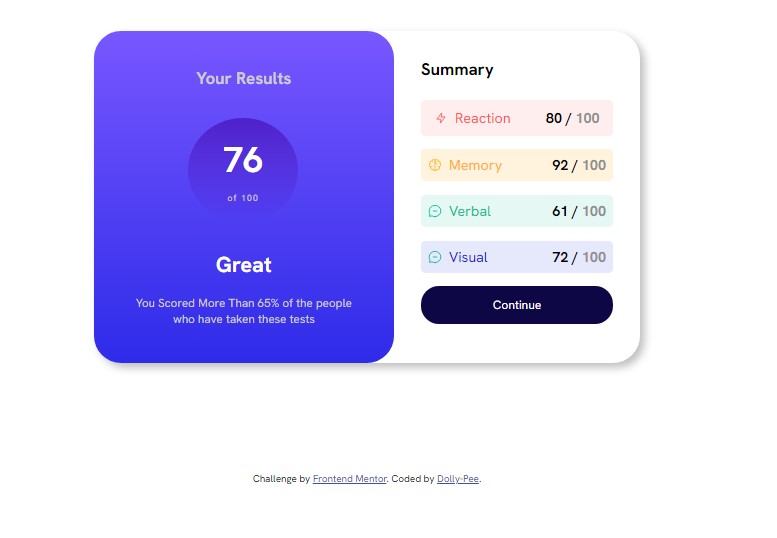 Your Results
76
of 100
Great
You Scored More Than 65% of the people
who have taken these tests
Summary
Reaction 80 / 100
Memory 92 / 100
Verbal 61 / 100
Visual 72 / 100
Continue
Challenge by Frontend Mentor. Coded by Dolly-Pee.